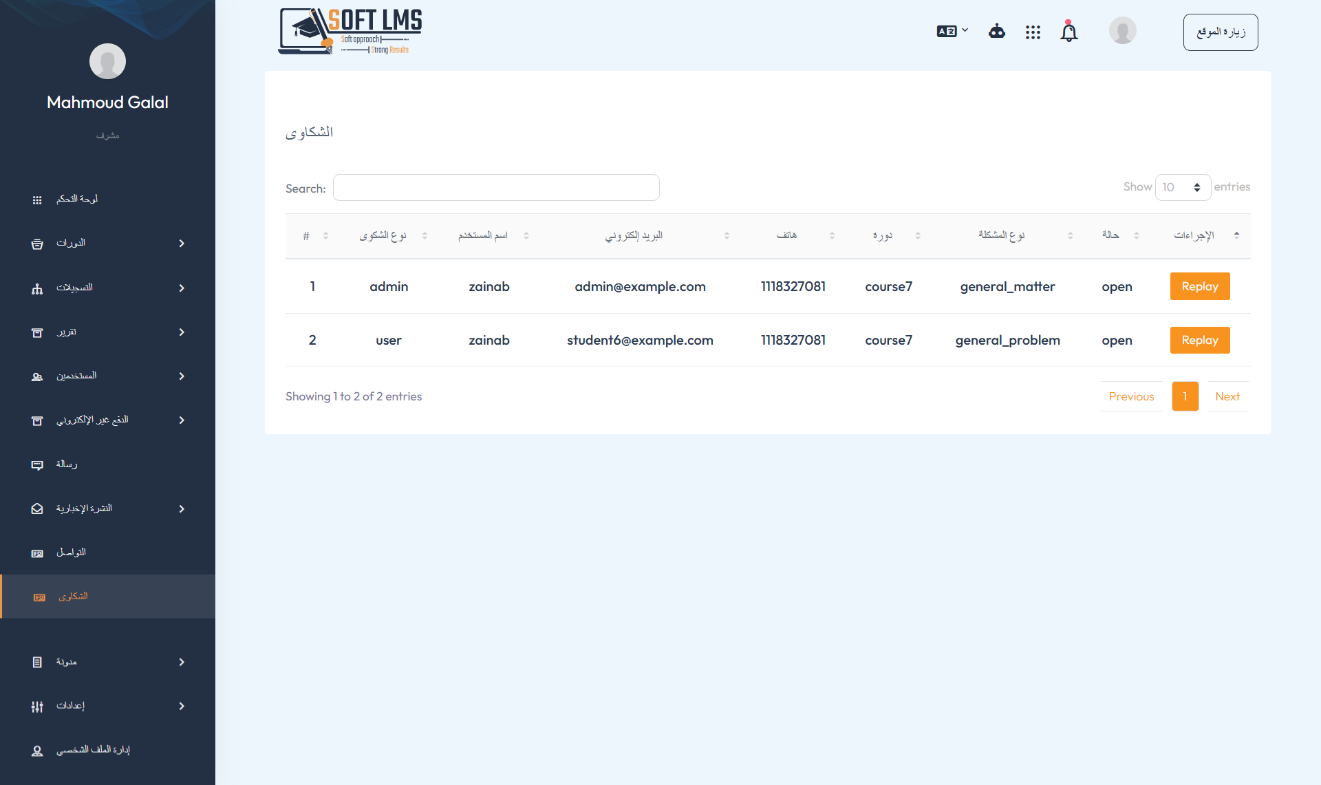 Mahmoud Galal
مشرف
لوحة التحكم
الدورات
التسجيلات
تقرير
المستخدمين
الدفع غير الإلكتروني
رسالة
النشرة الإخبارية
التواصل
الشكاوى
مدونة
إعدادات
إدارة الملف الشخصي
SOFT LMS
Soft approach
Strong Results
زيارة الموقع
الشكاوى
Search:
Show 10 entries
# نوع الشكوى اسم المستخدم البريد إلكتروني هاتف دورة نوع المشكلة حالة الإجراءات
1 admin zainab admin@example.com 1118327081 course7 general_matter open Replay
2 user zainab student6@example.com 1118327081 course7 general_problem open Replay
Showing 1 to 2 of 2 entries
Previous 1 Next